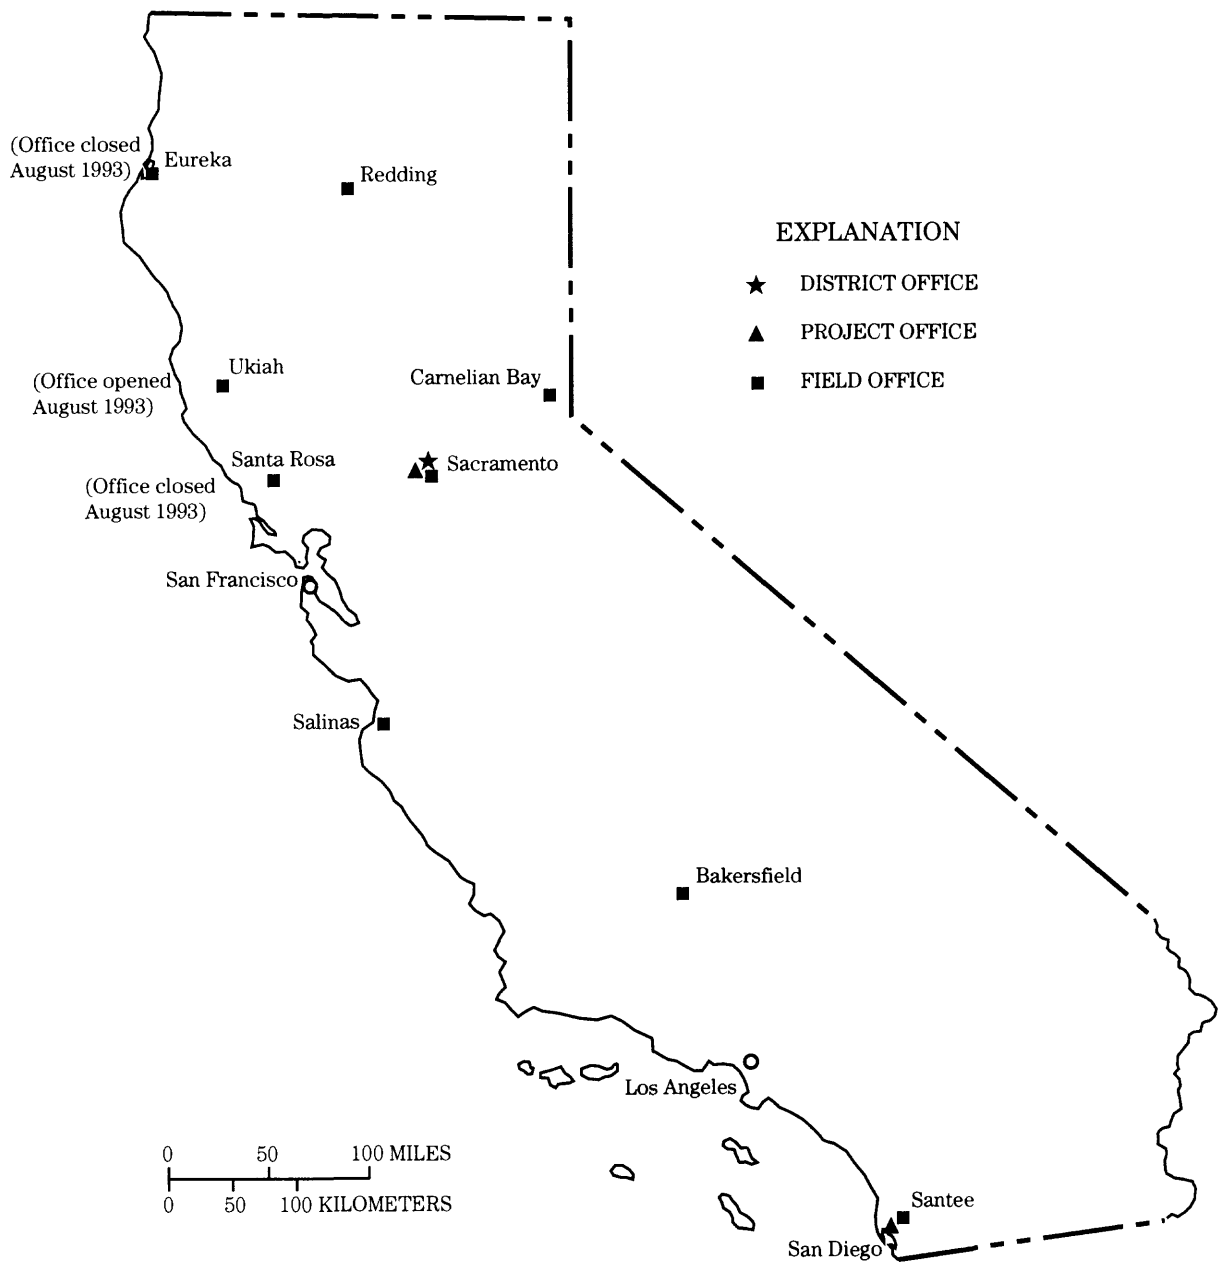 (Office closed
August 1993)
Eureka
Redding
EXPLANATION
DISTRICT OFFICE
PROJECT OFFICE
FIELD OFFICE
Ukiah
(Office opened
August 1993)
Carnelian Bay
Santa Rosa
(Office closed
August 1993)
Sacramento
San Francisco
Salinas
Bakersfield
Los Angeles
0 50 100 MILES
0 50 100 KILOMETERS
Santee
San Diego